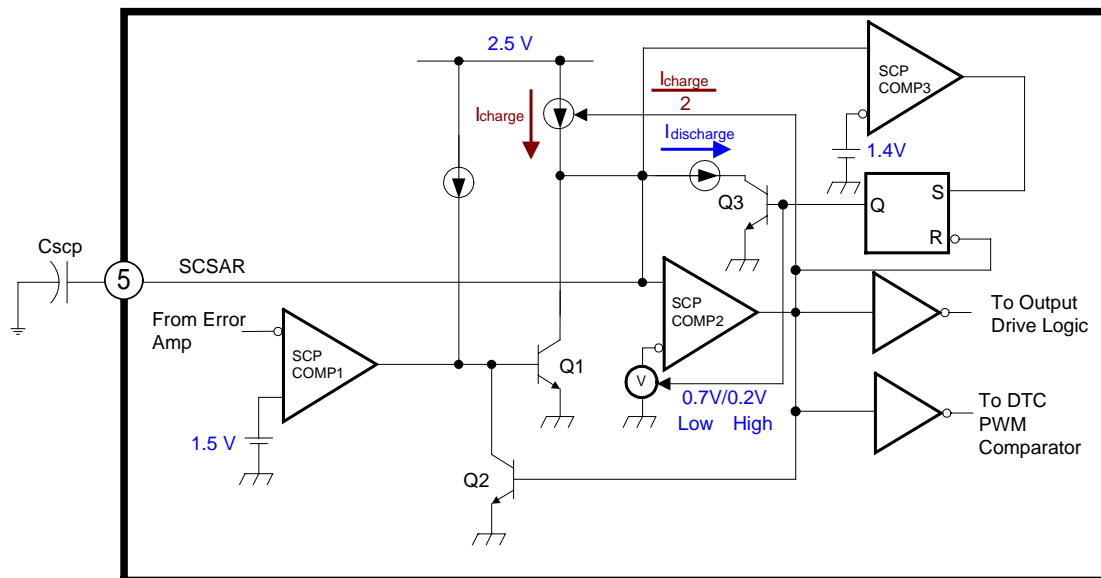 2.5 V
SCP
COMP3
Icharge
2
Icharge
Idischarge
1.4V
Q3
Q
S
R
Cscp
5
SCSAR
From Error
Amp
SCP
COMP1
SCP
COMP2
To Output
Drive Logic
Q1
V
0.7V/0.2V
Low High
To DTC
PWM
Comparator
1.5 V
Q2